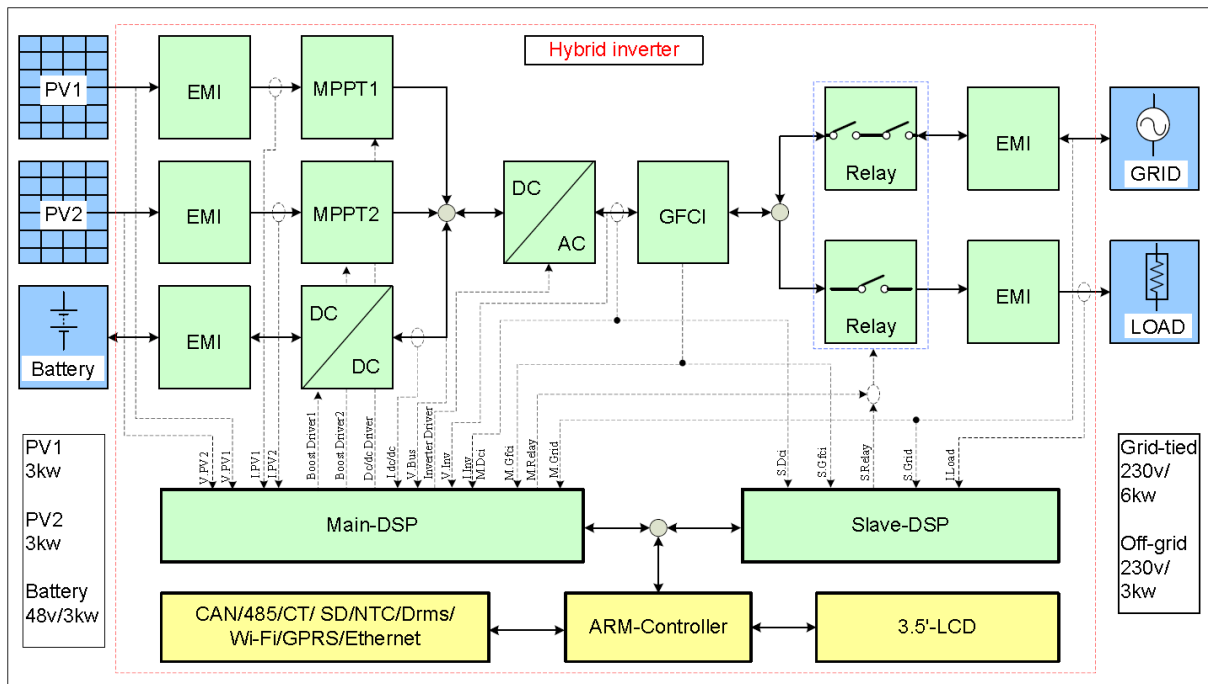 Hybrid inverter
PV1
EMI
MPPT1
PV2
EMI
MPPT2
Battery
EMI
DC
DC
DC
AC
GFCI
Relay
EMI
GRID
Relay
EMI
LOAD
V.PV2
V.PV1
I.PV1
I.PV2
Boost Driver1
Boost Driver2
Dc/dc Driver
I.dc/dc
V.Bus
Inverter Driver
V.Inv
I.Inv
M.Dci
M.Gfci
M.Relay
M.Grid
S.Dci
S.Gfci
S.Relay
S.Grid
I.Load
PV1
3kw
PV2
3kw
Battery
48v/3kw
Main-DSP
Slave-DSP
Grid-tied
230v/
6kw
Off-grid
230v/
3kw
CAN/485/CT/ SD/NTC/Drms/
Wi-Fi/GPRS/Ethernet
ARM-Controller
3.5'-LCD